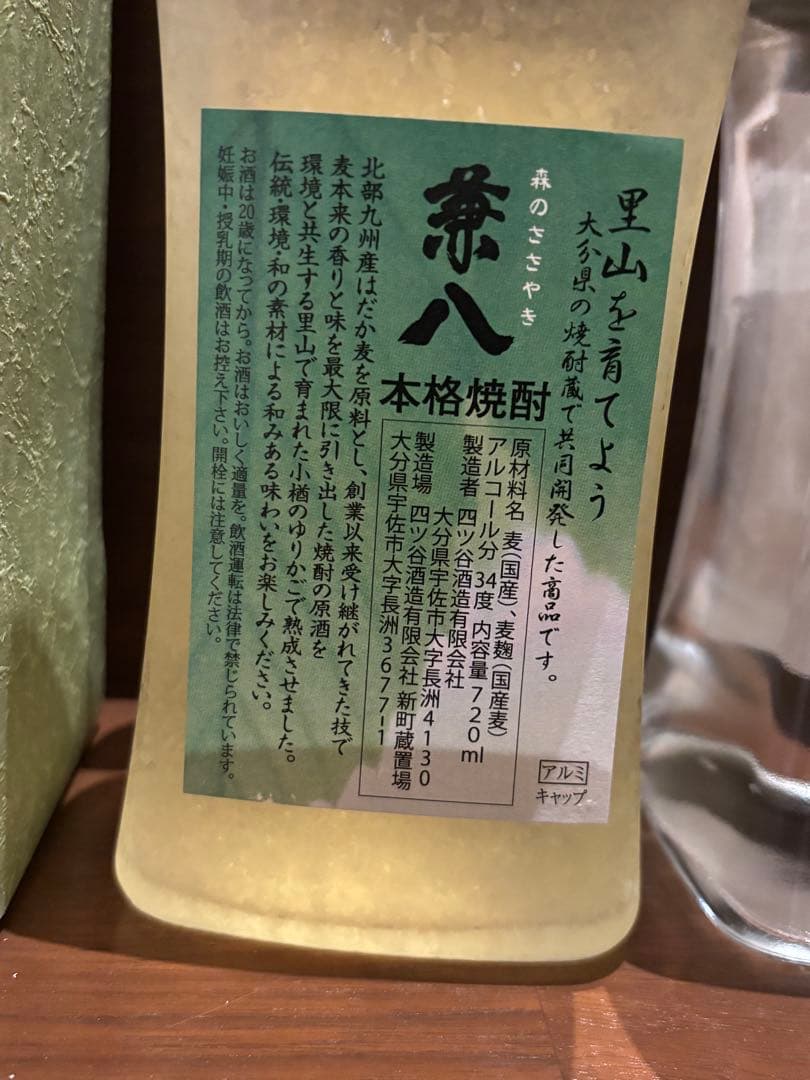 里山を育てよう
大分県の焼酎蔵で共同開発した商品です。
森のささやき
兼八
本格焼酎
原材料名 麦(国産)、麦麹(国産麦)
アルコール分 34度 内容量 720ml
製造者 四ツ谷酒造有限会社
大分県宇佐市大字長洲4130
製造場 四ツ谷酒造有限会社 新町蔵置場
大分県宇佐市大字長洲3677-1
アルミ
キャップ
北部九州産はだか麦を原料とし、創業以来受け継がれてきた技で
麦本来の香りと味を最大限に引き出した焼酎の原酒を
環境と共生する里山で育まれた小楢のゆりかごで熟成させました。
伝統・環境・和の素材による和みある味わいをお楽しみください。
お酒は20歳になってから。お酒はおいしく適量を。飲酒運転は法律で禁じられています。
妊娠中・授乳期の飲酒はお控え下さい。開栓には注意してください。